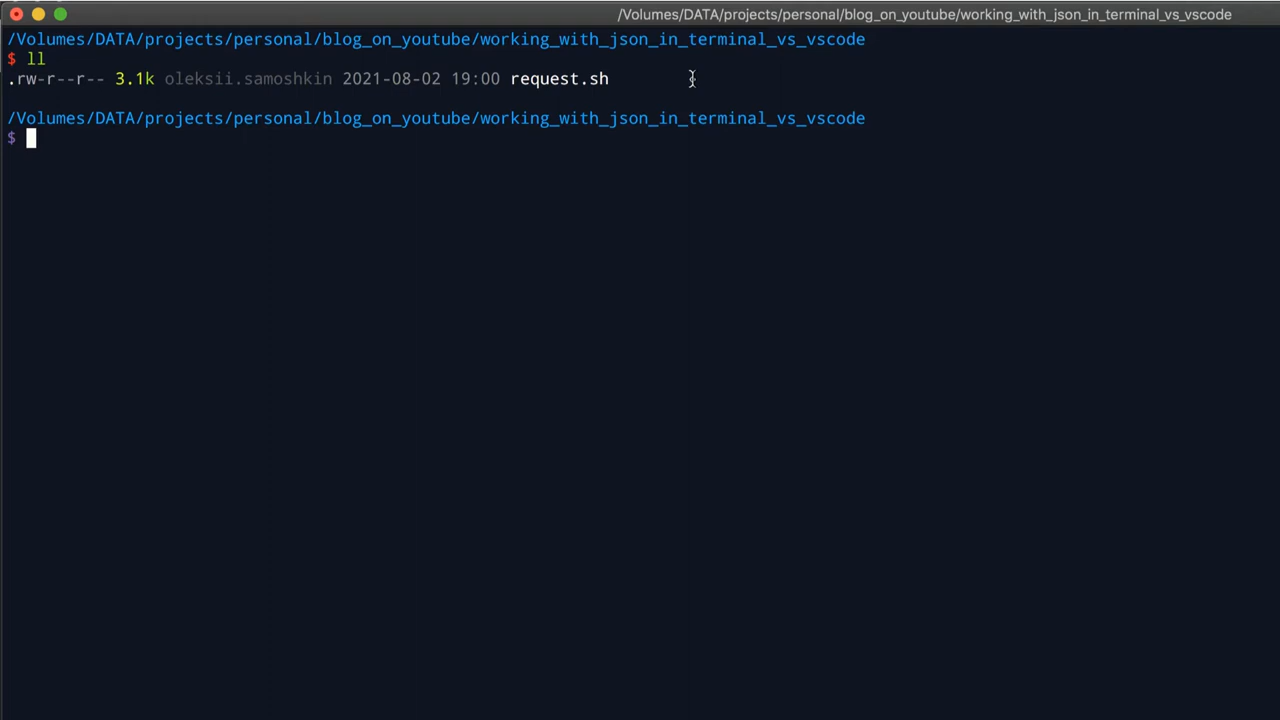 /Volumes/DATA/projects/personal/blog_on_youtube/working_with_json_in_terminal_vs_vscode
/Volumes/DATA/projects/personal/blog_on_youtube/working_with_json_in_terminal_vs_vscode
$ ll
.rw-r--r-- 3.1k oleksii.samoshkin 2021-08-02 19:00 request.sh
/Volumes/DATA/projects/personal/blog_on_youtube/working_with_json_in_terminal_vs_vscode
$